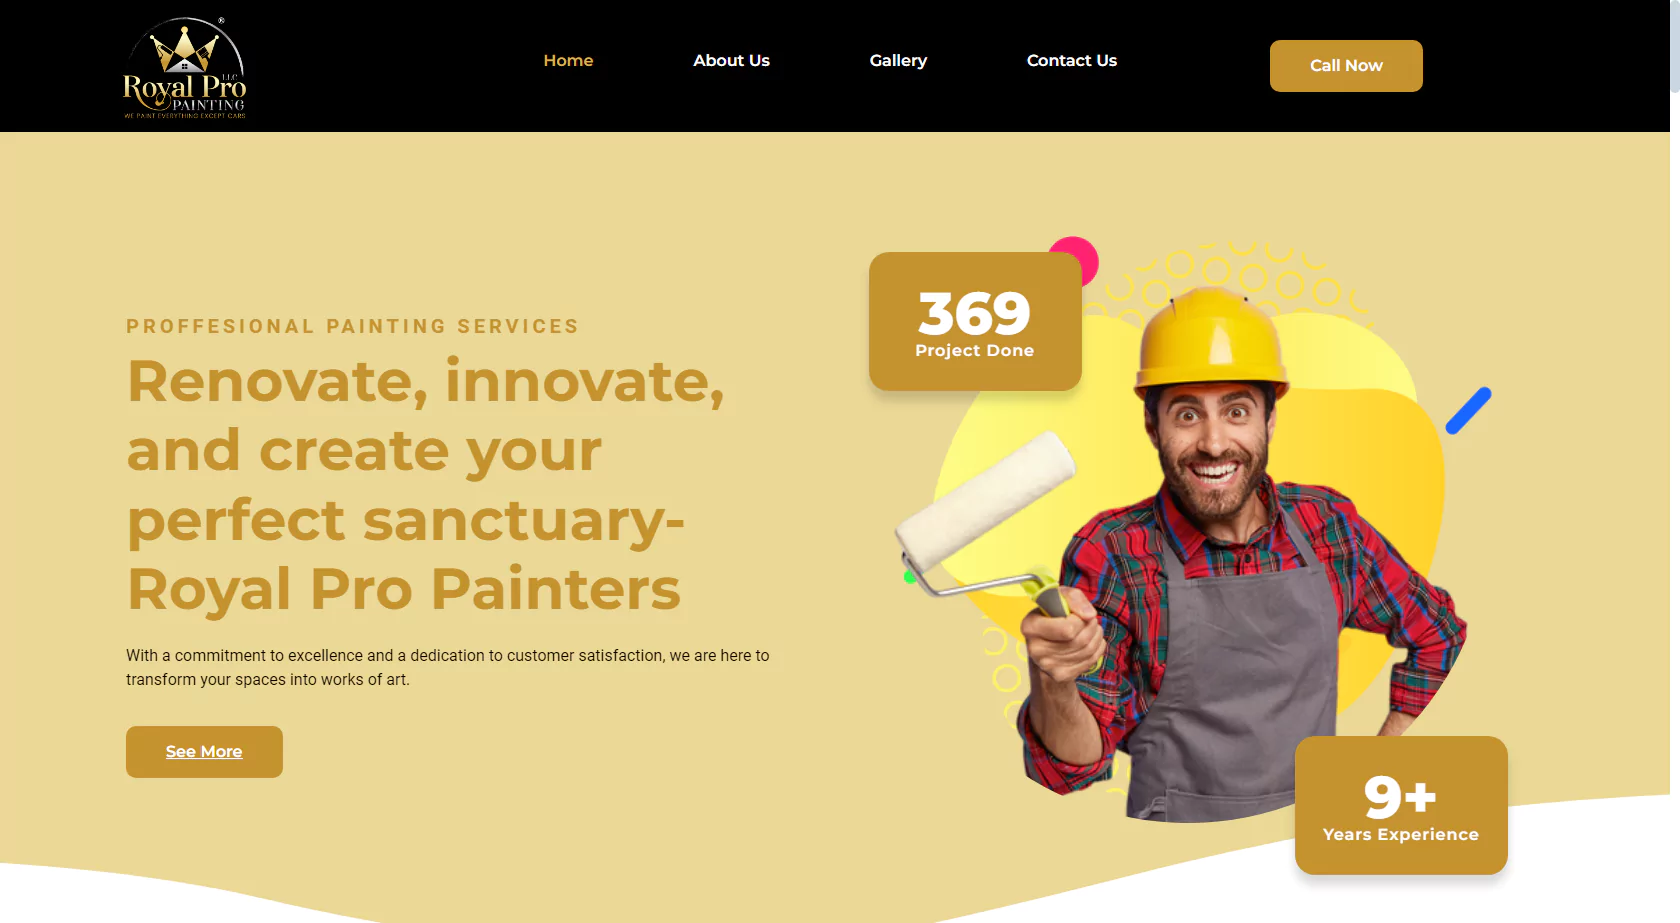 ®
LLC
Royal Pro
PAINTING
WE PAINT EVERYTHING EXCEPT CARS
Home
About Us
Gallery
Contact Us
Call Now
PROFFESIONAL PAINTING SERVICES
Renovate, innovate,
and create your
perfect sanctuary-
Royal Pro Painters
With a commitment to excellence and a dedication to customer satisfaction, we are here to
transform your spaces into works of art.
See More
369
Project Done
9+
Years Experience